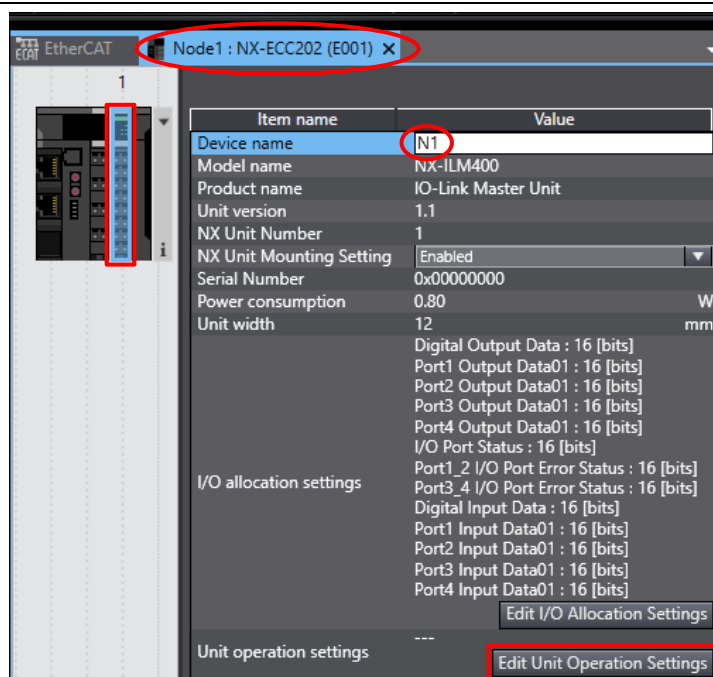 EtherCAT Node1 : NX-ECC202 (E001) ×
1
Item name Value
Device name N1
Model name NX-ILM400
Product name IO-Link Master Unit
Unit version 1.1
NX Unit Number 1
NX Unit Mounting Setting Enabled
Serial Number 0x00000000
Power consumption 0.80 W
Unit width 12 mm
I/O allocation settings
Digital Output Data : 16 [bits]
Port1 Output Data01 : 16 [bits]
Port2 Output Data01 : 16 [bits]
Port3 Output Data01 : 16 [bits]
Port4 Output Data01 : 16 [bits]
I/O Port Status : 16 [bits]
Port1_2 I/O Port Error Status : 16 [bits]
Port3_4 I/O Port Error Status : 16 [bits]
Digital Input Data : 16 [bits]
Port1 Input Data01 : 16 [bits]
Port2 Input Data01 : 16 [bits]
Port3 Input Data01 : 16 [bits]
Port4 Input Data01 : 16 [bits]
Edit I/O Allocation Settings
Unit operation settings ---
Edit Unit Operation Settings